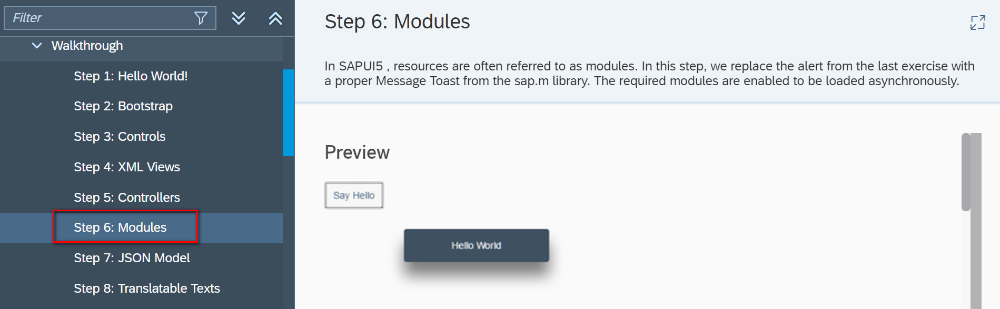 Filter
Walkthrough
Step 1: Hello World!
Step 2: Bootstrap
Step 3: Controls
Step 4: XML Views
Step 5: Controllers
Step 6: Modules
Step 7: JSON Model
Step 8: Translatable Texts
Step 6: Modules
In SAPUI5 , resources are often referred to as modules. In this step, we replace the alert from the last exercise with
a proper Message Toast from the sap.m library. The required modules are enabled to be loaded asynchronously.
Preview
Say Hello
Hello World